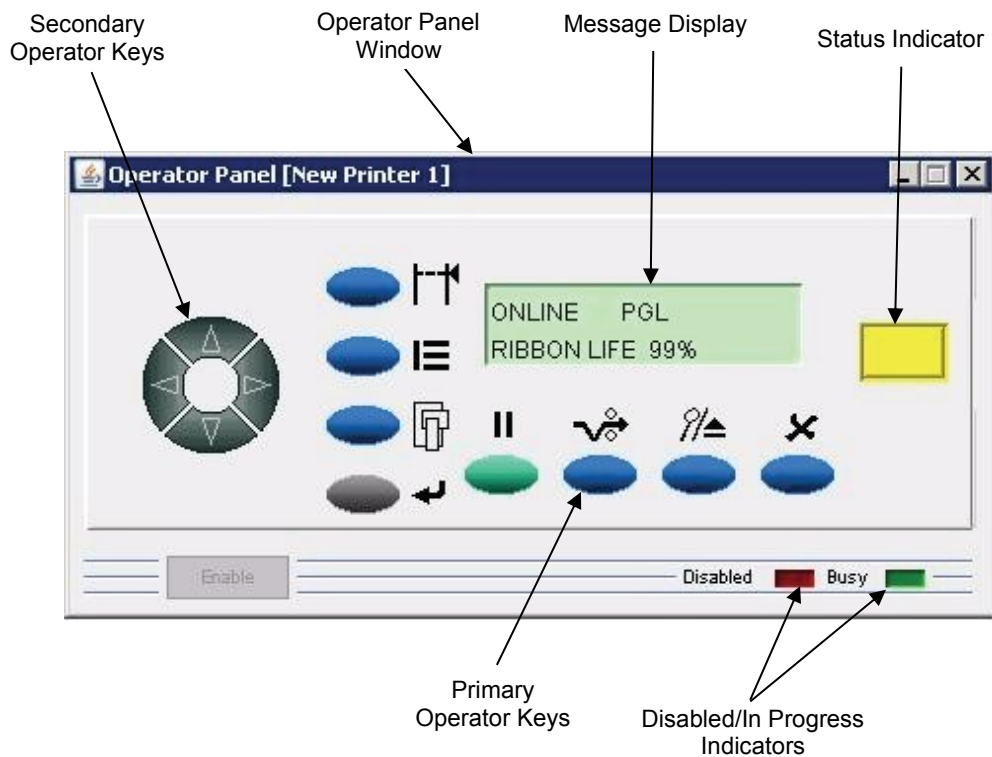 Secondary
Operator Keys
Operator Panel
Window
Message Display
Status Indicator
Operator Panel [New Printer 1]
ONLINE PGL
RIBBON LIFE 99%
Enable
Disabled
Busy
Primary
Operator Keys
Disabled/In Progress
Indicators